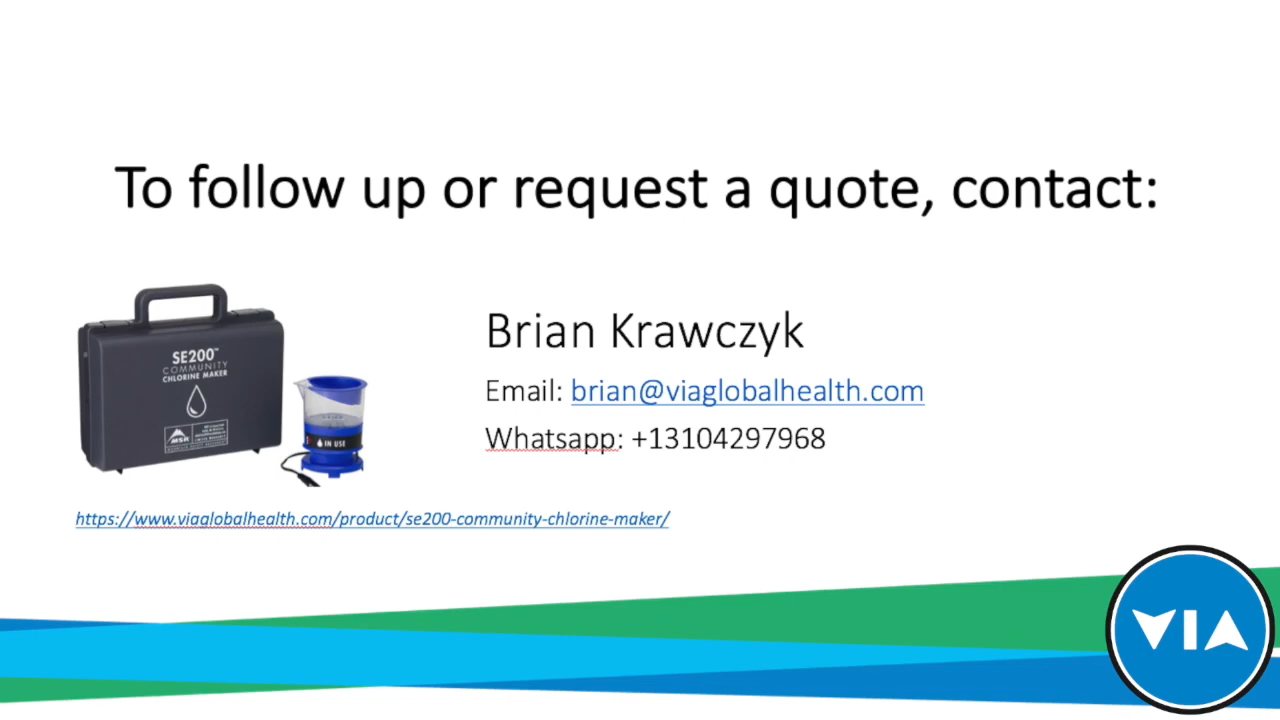 To follow up or request a quote, contact:
SE200™
COMMUNITY
CHLORINE MAKER
MSR
IN USE
Brian Krawczyk
Email: brian@viaglobalhealth.com
Whatsapp: +13104297968
https://www.viaglobalhealth.com/product/se200-community-chlorine-maker/
VIA